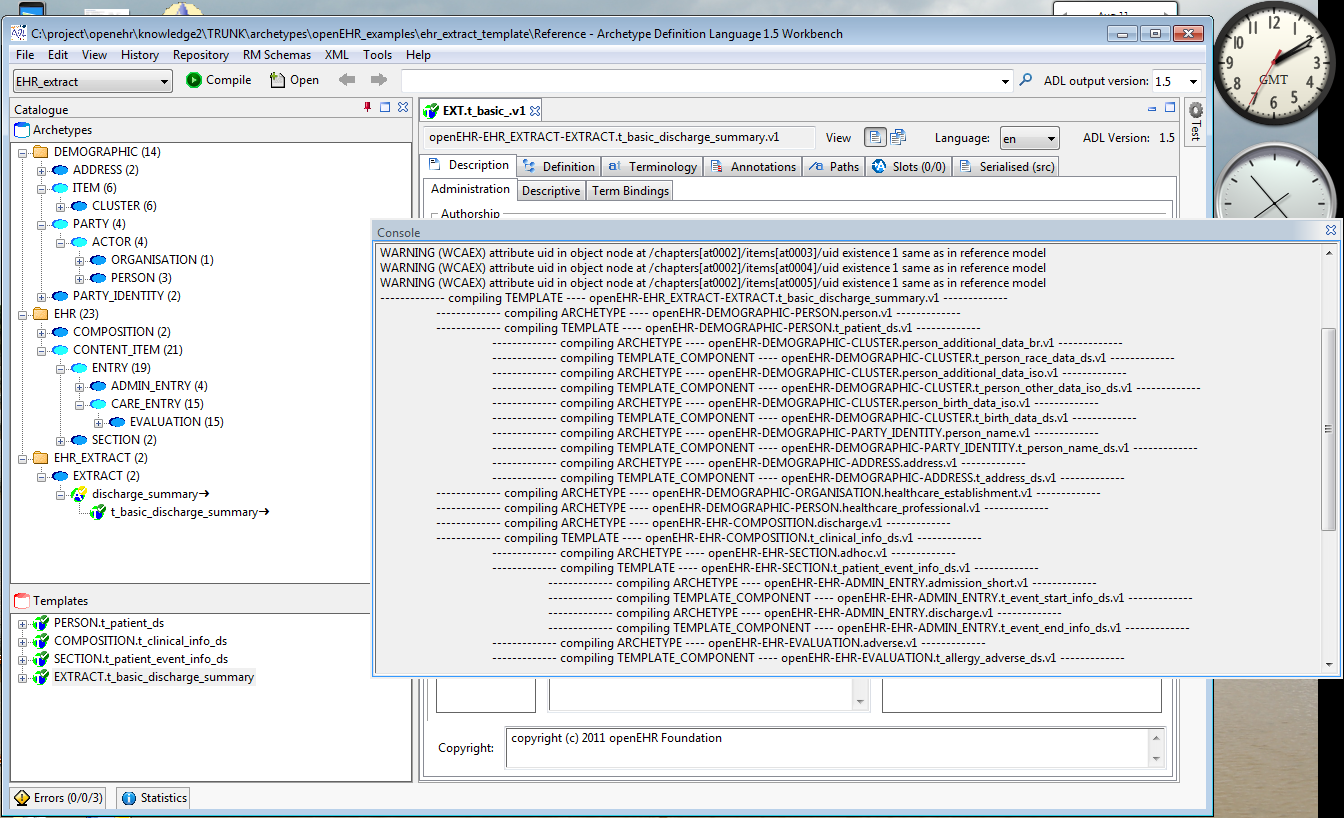 C:\project\openehr\knowledge2\TRUNK\archetypes\openEHR_examples\ehr_extract_template\Reference - Archetype Definition Language 1.5 Workbench
File Edit View History Repository RM Schemas XML Tools Help
EHR_extract Compile Open ADL output version: 1.5
Catalogue
Archetypes
DEMOGRAPHIC (14)
ADDRESS (2)
ITEM (6)
CLUSTER (6)
PARTY (4)
ACTOR (4)
ORGANISATION (1)
PERSON (3)
PARTY_IDENTITY (2)
EHR (23)
COMPOSITION (2)
CONTENT_ITEM (21)
ENTRY (19)
ADMIN_ENTRY (4)
CARE_ENTRY (15)
EVALUATION (15)
SECTION (2)
EHR_EXTRACT (2)
EXTRACT (2)
discharge_summary→
t_basic_discharge_summary→
Templates
PERSON.t_patient_ds
COMPOSITION.t_clinical_info_ds
SECTION.t_patient_event_info_ds
EXTRACT.t_basic_discharge_summary
Errors (0/0/3) Statistics
EXT.t_basic_.v1
openEHR-EHR_EXTRACT-EXTRACT.t_basic_discharge_summary.v1 View Language: en ADL Version: 1.5
Description Definition Terminology Annotations Paths Slots (0/0) Serialised (src)
Administration Descriptive Term Bindings
Authorship
Test
Console
WARNING (WCAEX) attribute uid in object node at /chapters[at0002]/items[at0003]/uid existence 1 same as in reference model
WARNING (WCAEX) attribute uid in object node at /chapters[at0002]/items[at0004]/uid existence 1 same as in reference model
WARNING (WCAEX) attribute uid in object node at /chapters[at0002]/items[at0005]/uid existence 1 same as in reference model
------------- compiling TEMPLATE ---- openEHR-EHR_EXTRACT-EXTRACT.t_basic_discharge_summary.v1 -------------
------------- compiling ARCHETYPE ---- openEHR-DEMOGRAPHIC-PERSON.person.v1 -------------
------------- compiling TEMPLATE ---- openEHR-DEMOGRAPHIC-PERSON.t_patient_ds.v1 -------------
------------- compiling ARCHETYPE ---- openEHR-DEMOGRAPHIC-CLUSTER.person_additional_data_br.v1 -------------
------------- compiling TEMPLATE_COMPONENT ---- openEHR-DEMOGRAPHIC-CLUSTER.t_person_race_data_ds.v1 -------------
------------- compiling ARCHETYPE ---- openEHR-DEMOGRAPHIC-CLUSTER.person_additional_data_iso.v1 -------------
------------- compiling TEMPLATE_COMPONENT ---- openEHR-DEMOGRAPHIC-CLUSTER.t_person_other_data_iso_ds.v1 -------------
------------- compiling ARCHETYPE ---- openEHR-DEMOGRAPHIC-CLUSTER.person_birth_data_iso.v1 -------------
------------- compiling TEMPLATE_COMPONENT ---- openEHR-DEMOGRAPHIC-CLUSTER.t_birth_data_ds.v1 -------------
------------- compiling ARCHETYPE ---- openEHR-DEMOGRAPHIC-PARTY_IDENTITY.person_name.v1 -------------
------------- compiling TEMPLATE_COMPONENT ---- openEHR-DEMOGRAPHIC-PARTY_IDENTITY.t_person_name_ds.v1 -------------
------------- compiling ARCHETYPE ---- openEHR-DEMOGRAPHIC-ADDRESS.address.v1 -------------
------------- compiling TEMPLATE_COMPONENT ---- openEHR-DEMOGRAPHIC-ADDRESS.t_address_ds.v1 -------------
------------- compiling ARCHETYPE ---- openEHR-DEMOGRAPHIC-ORGANISATION.healthcare_establishment.v1 -------------
------------- compiling ARCHETYPE ---- openEHR-DEMOGRAPHIC-PERSON.healthcare_professional.v1 -------------
------------- compiling ARCHETYPE ---- openEHR-EHR-COMPOSITION.discharge.v1 -------------
------------- compiling TEMPLATE ---- openEHR-EHR-COMPOSITION.t_clinical_info_ds.v1 -------------
------------- compiling ARCHETYPE ---- openEHR-EHR-SECTION.adhoc.v1 -------------
------------- compiling TEMPLATE ---- openEHR-EHR-SECTION.t_patient_event_info_ds.v1 -------------
------------- compiling ARCHETYPE ---- openEHR-EHR-ADMIN_ENTRY.admission_short.v1 -------------
------------- compiling TEMPLATE_COMPONENT ---- openEHR-EHR-ADMIN_ENTRY.t_event_start_info_ds.v1 -------------
------------- compiling ARCHETYPE ---- openEHR-EHR-ADMIN_ENTRY.discharge.v1 -------------
------------- compiling TEMPLATE_COMPONENT ---- openEHR-EHR-ADMIN_ENTRY.t_event_end_info_ds.v1 -------------
------------- compiling ARCHETYPE ---- openEHR-EHR-EVALUATION.adverse.v1 -------------
------------- compiling TEMPLATE_COMPONENT ---- openEHR-EHR-EVALUATION.t_allergy_adverse_ds.v1 -------------
Copyright: copyright (c) 2011 openEHR Foundation
12 1 2 3 4 5 6 7 8 9 10 11
GMT